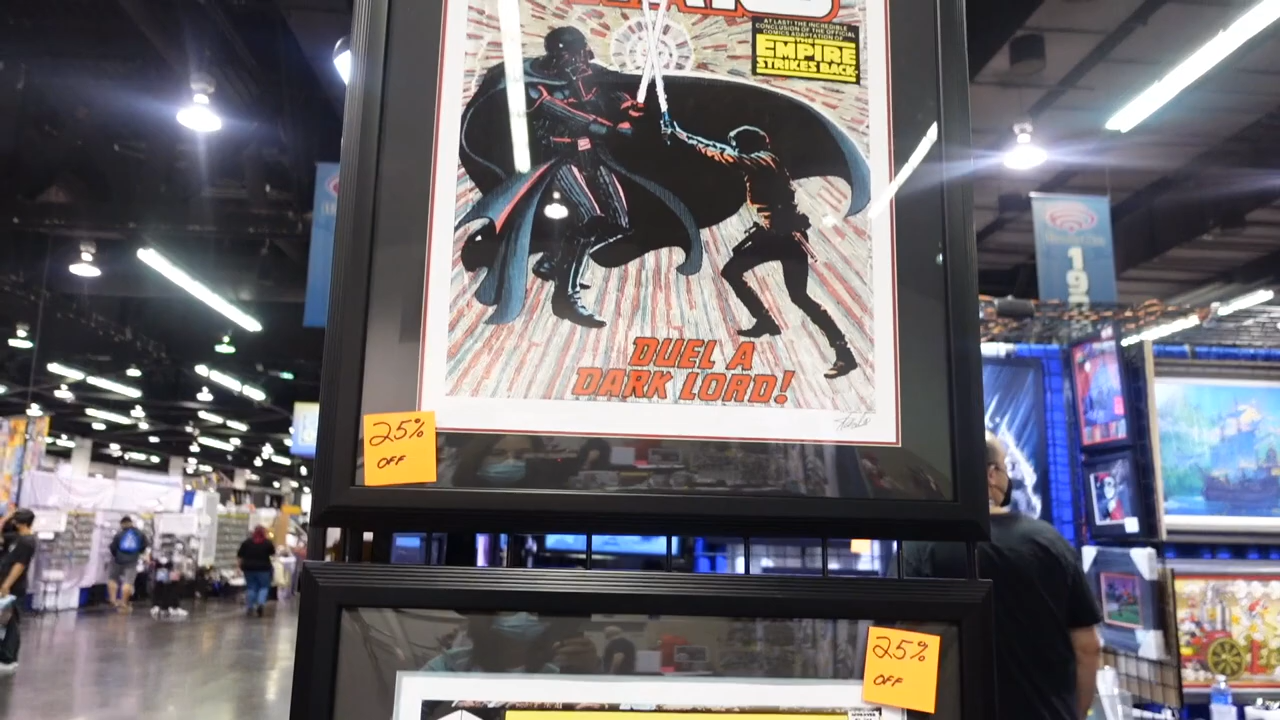 AT LAST! THE INCREDIBLE
CONCLUSION OF THE OFFICIAL
COMICS ADAPTATION OF
THE
EMPIRE
STRIKES BACK
DUEL A
DARK LORD!
25%
OFF
25%
OFF